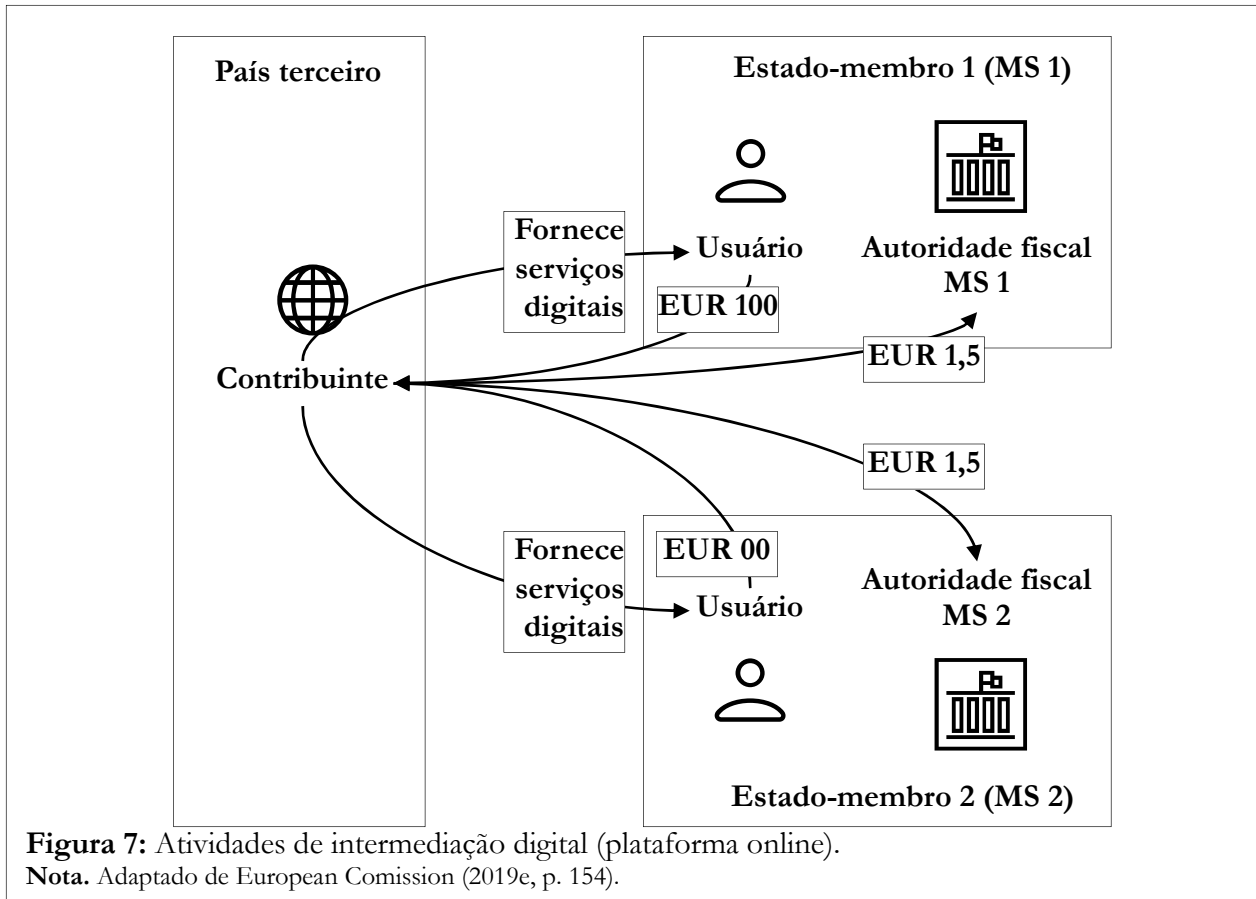 País terceiro
Estado-membro 1 (MS 1)
Fornece
serviços
digitais
Usuário
Autoridade fiscal
MS 1
EUR 100
EUR 1,5
Contribuinte
EUR 1,5
Fornece
serviços
digitais
EUR 00
Usuário
Autoridade fiscal
MS 2
Estado-membro 2 (MS 2)
Figura 7: Atividades de intermediação digital (plataforma online).
Nota. Adaptado de European Comission (2019e, p. 154).